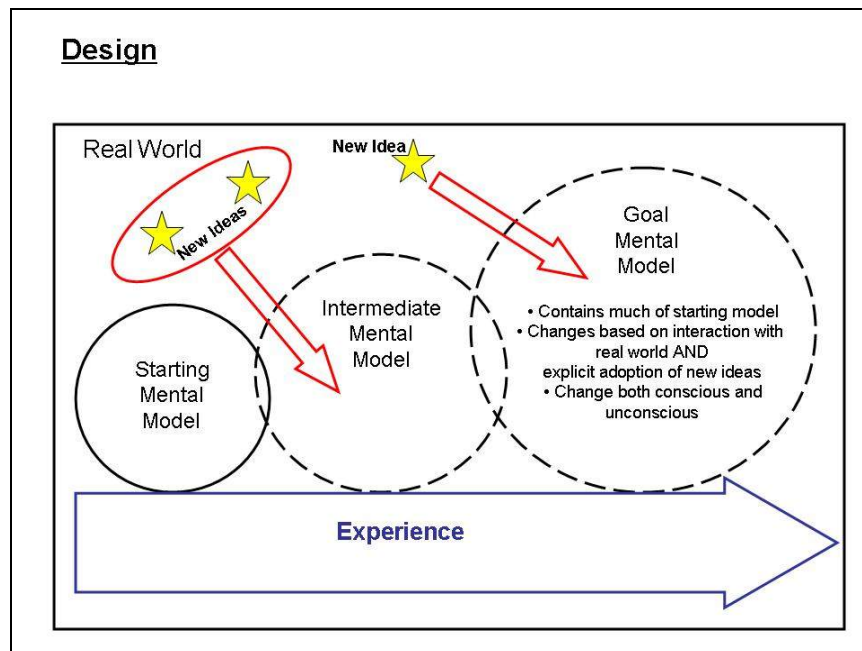 Design
Real World
New Idea
New Ideas
Goal
Mental
Model
• Contains much of starting model
• Changes based on interaction with
real world AND
explicit adoption of new ideas
• Change both conscious and
unconscious
Intermediate
Mental
Model
Starting
Mental
Model
Experience